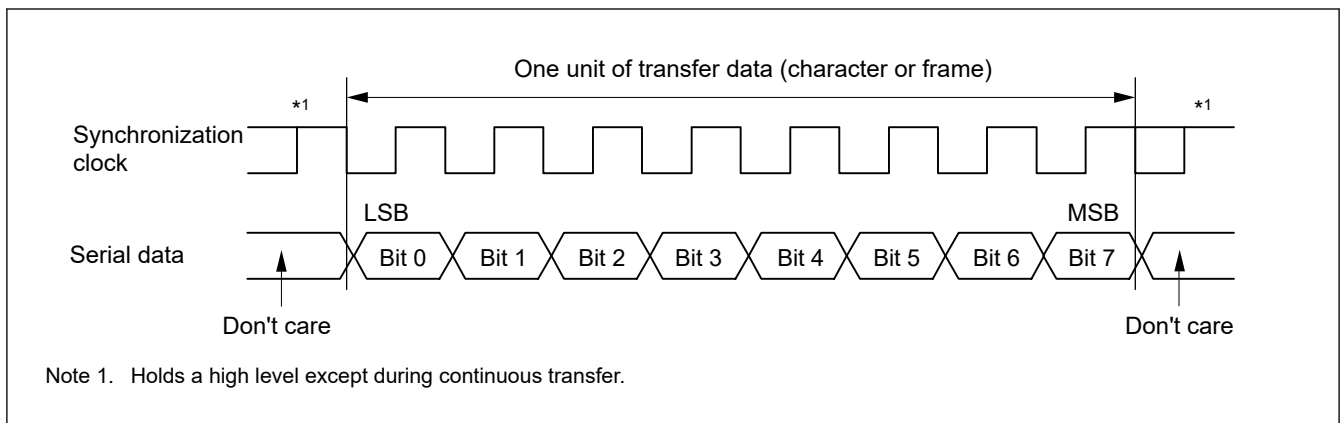 One unit of transfer data (character or frame)
*1
*1
Synchronization
clock
LSB
MSB
Serial data
Bit 0
Bit 1
Bit 2
Bit 3
Bit 4
Bit 5
Bit 6
Bit 7
Don't care
Don't care
Note 1. Holds a high level except during continuous transfer.